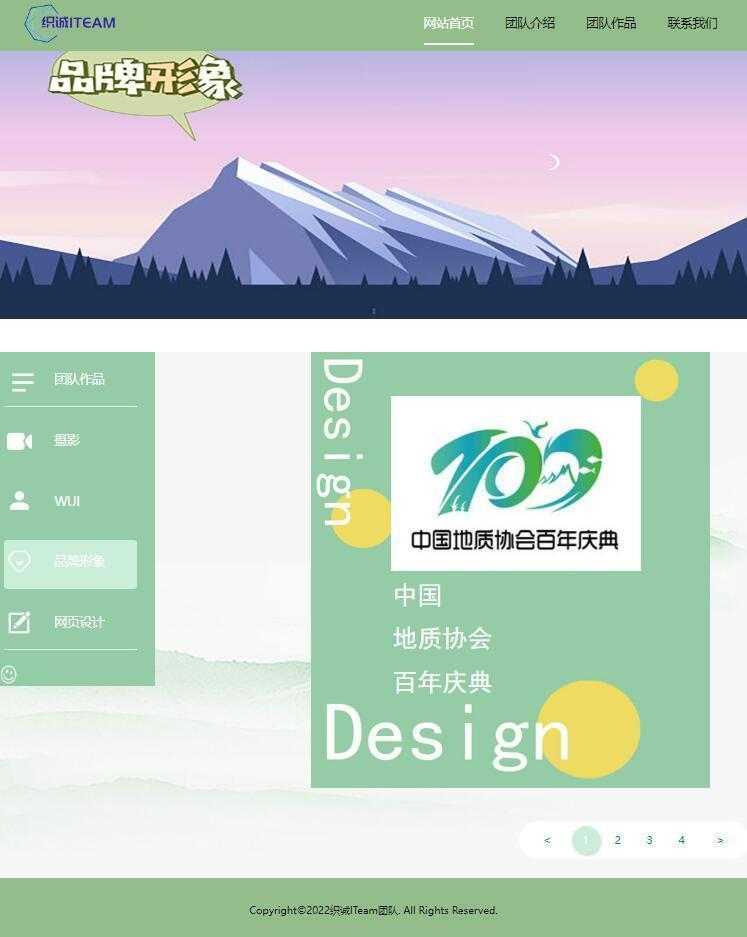 织诚ITEAM
网站首页 团队介绍 团队作品 联系我们
品牌形象
团队作品
摄影
WUI
品牌形象
网页设计
Design
100
中国地质协会百年庆典
中国
地质协会
百年庆典
Design
< 1 2 3 4 >
Copyright©2022织诚ITeam团队. All Rights Reserved.